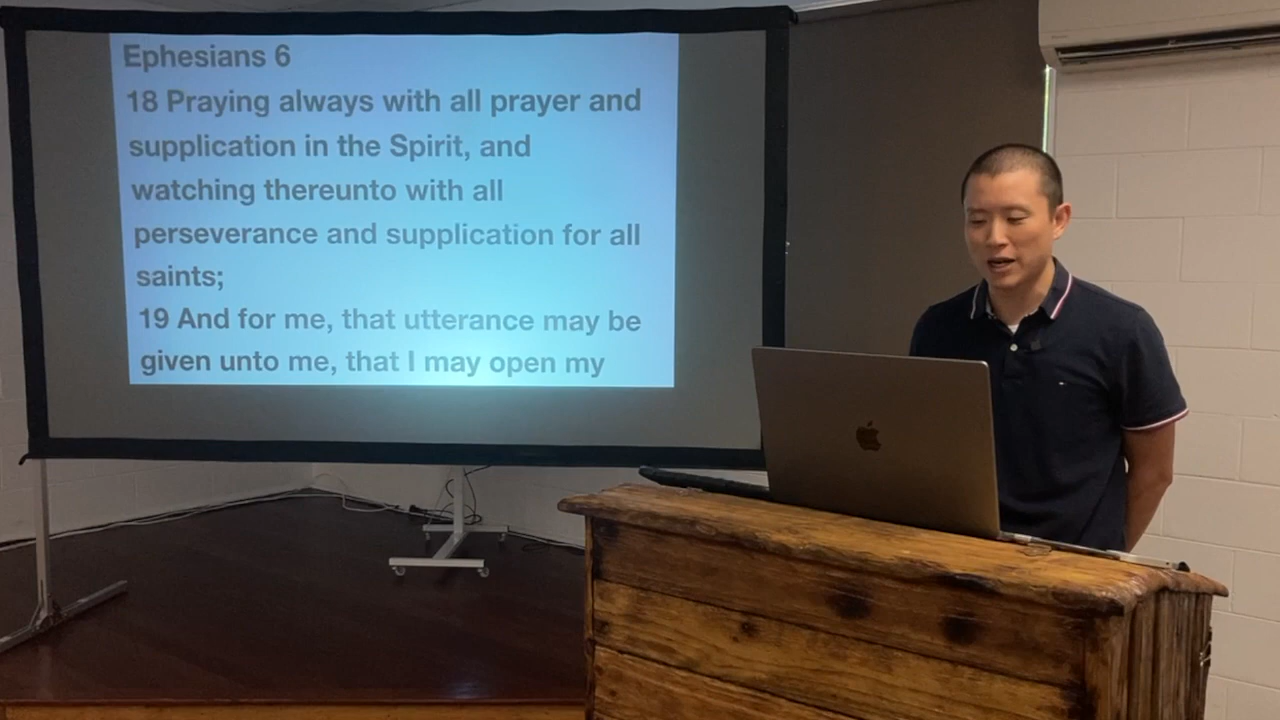 Ephesians 6
18 Praying always with all prayer and
supplication in the Spirit, and
watching thereunto with all
perseverance and supplication for all
saints;
19 And for me, that utterance may be
given unto me, that I may open my